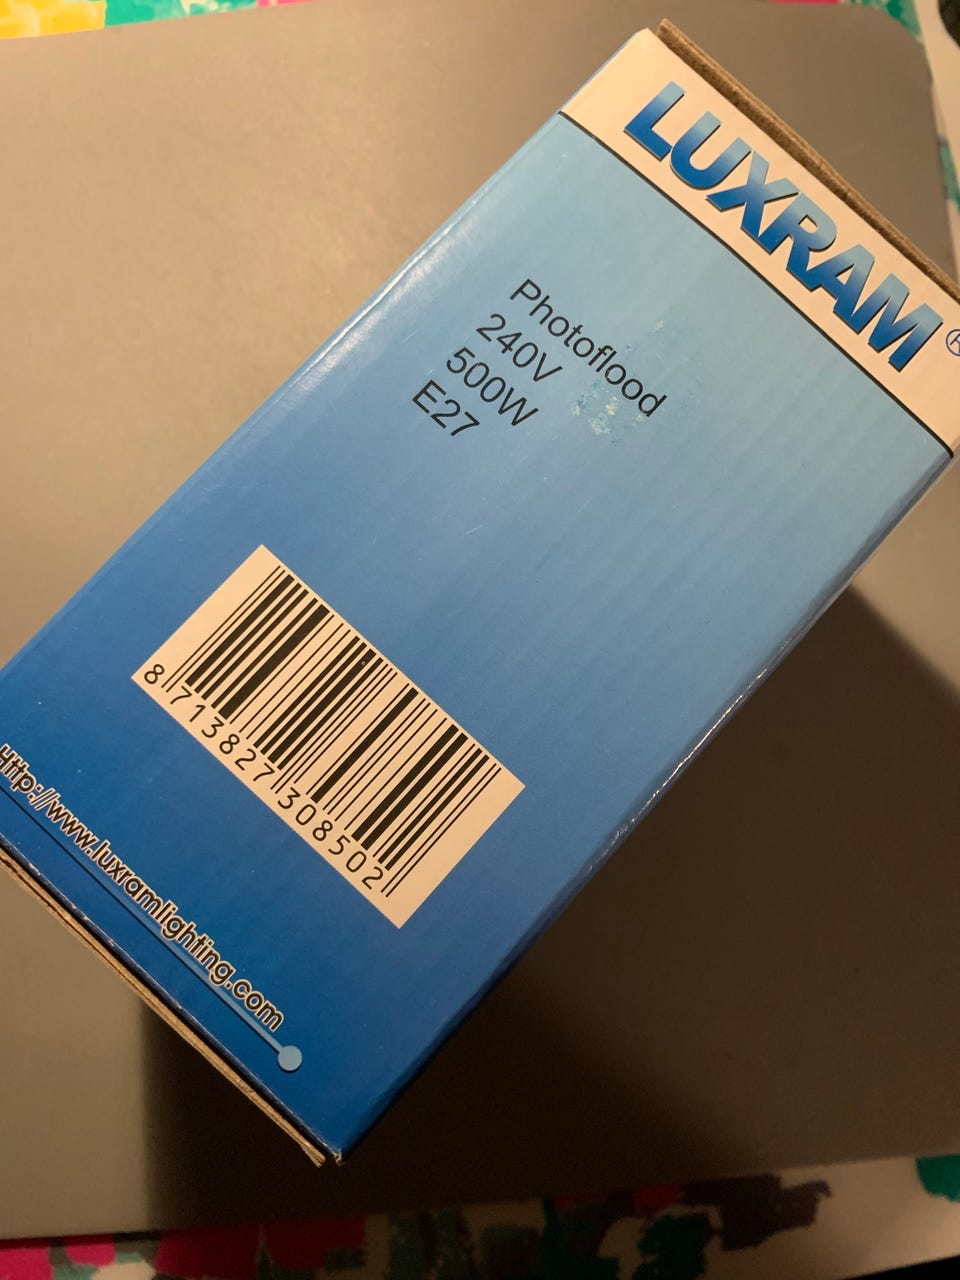 LUXRAM®
Photoflood
240V
500W
E27
8 713827 308502
Http://www.luxramlighting.com